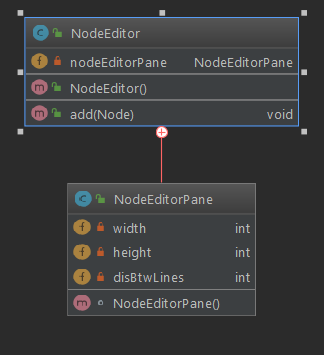 NodeEditor
nodeEditorPane NodeEditorPane
NodeEditor()
add(Node) void
NodeEditorPane
width int
height int
disBtwLines int
NodeEditorPane()